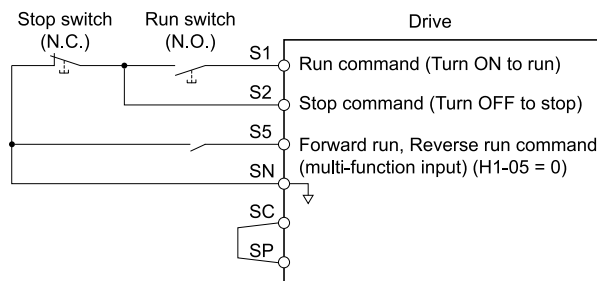 Stop switch
(N.C.)
Run switch
(N.O.)
Drive
S1
Run command (Turn ON to run)
S2
Stop command (Turn OFF to stop)
S5
Forward run, Reverse run command
(multi-function input) (H1-05 = 0)
SN
SC
SP